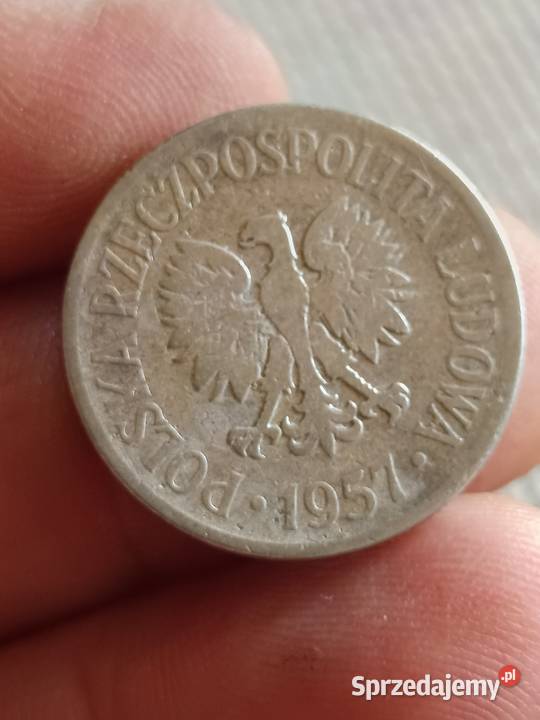 POLSKA RZECZPOSPOLITA LUDOWA
· 1957 ·
Sprzedajemy.pl